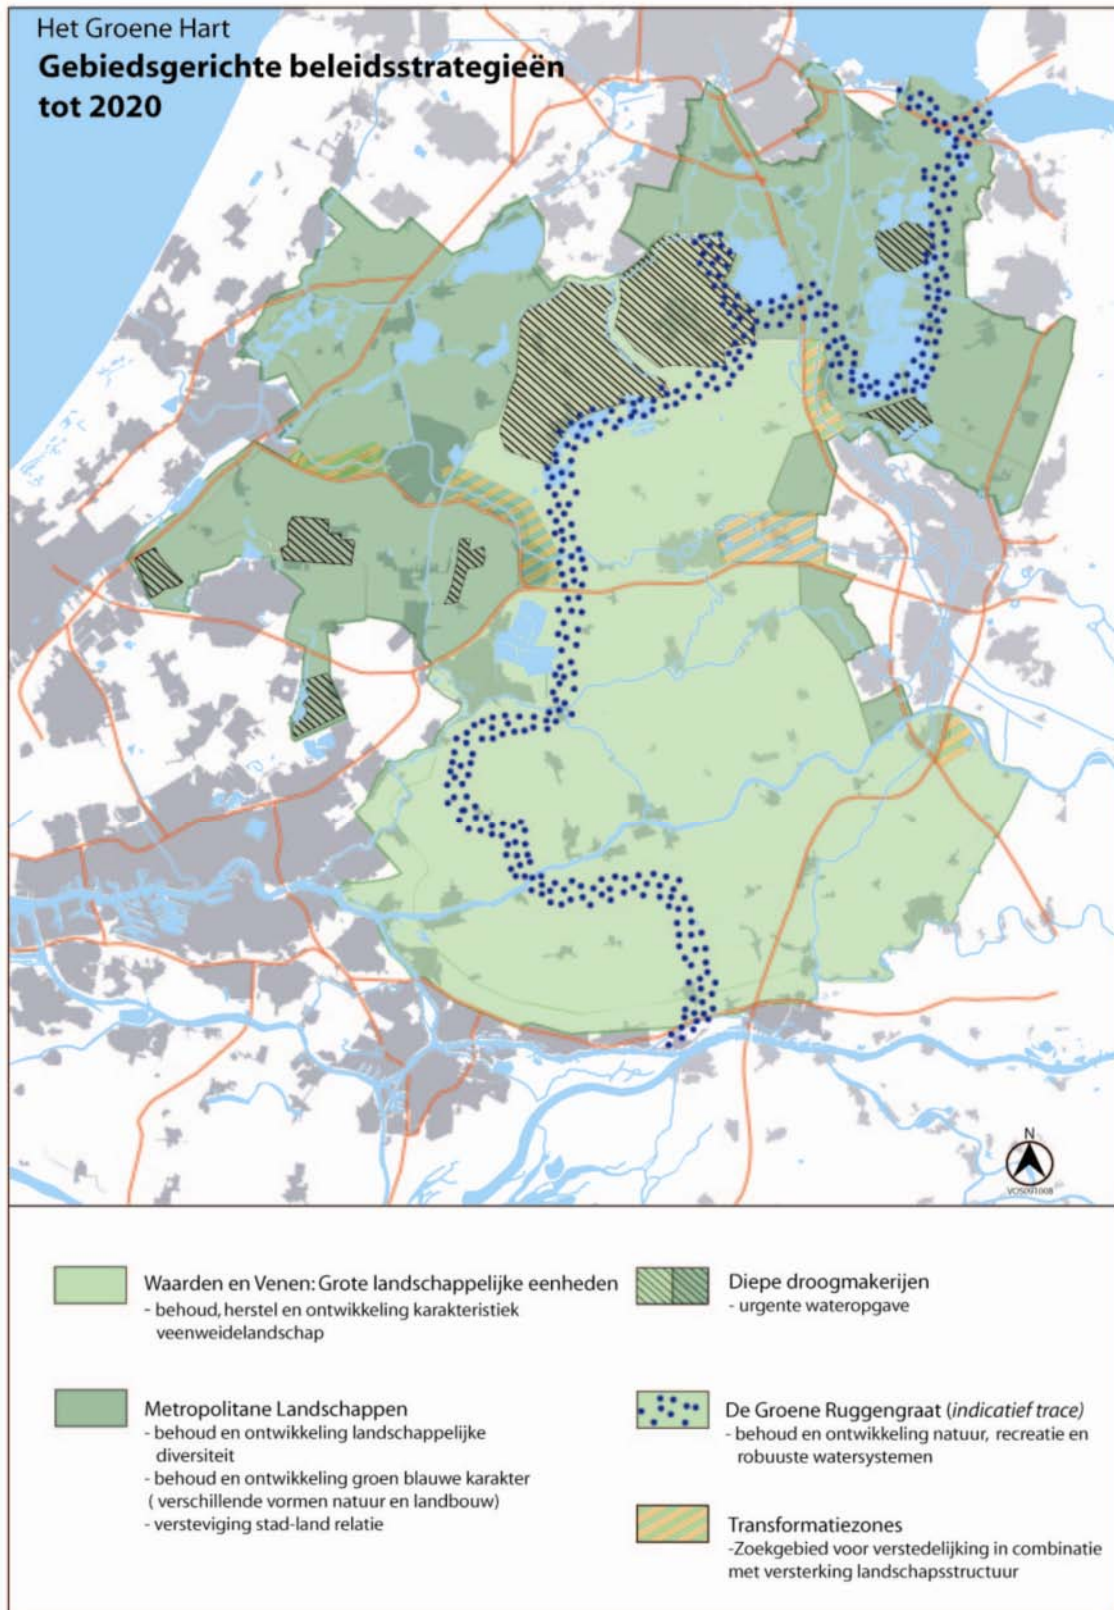 Het Groene Hart
Gebiedsgerichte beleidsstrategieën
tot 2020
N
VOS091008
Waarden en Venen: Grote landschappelijke eenheden
- behoud, herstel en ontwikkeling karakteristiek
veenweidelandschap
Metropolitane Landschappen
- behoud en ontwikkeling landschappelijke
diversiteit
- behoud en ontwikkeling groen blauwe karakter
( verschillende vormen natuur en landbouw)
- versteviging stad-land relatie
Diepe droogmakerijen
- urgente wateropgave
De Groene Ruggengraat (indicatief trace)
- behoud en ontwikkeling natuur, recreatie en
robuuste watersystemen
Transformatiezones
-Zoekgebied voor verstedelijking in combinatie
met versterking landschapsstructuur